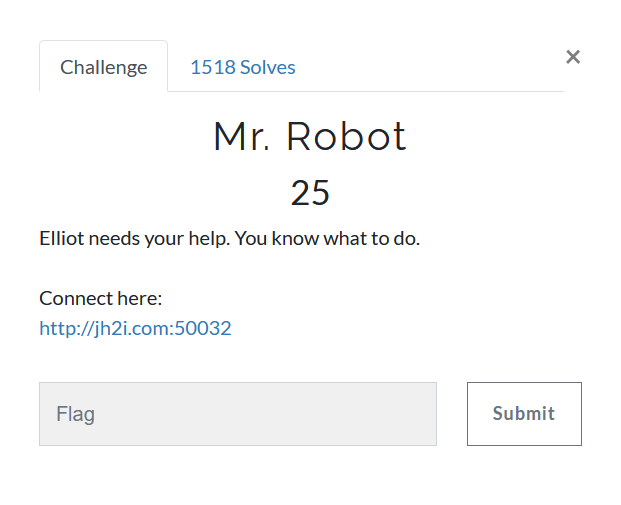 Challenge
1518 Solves
×
Mr. Robot
25
Elliot needs your help. You know what to do.
Connect here:
http://jh2i.com:50032
Flag
Submit